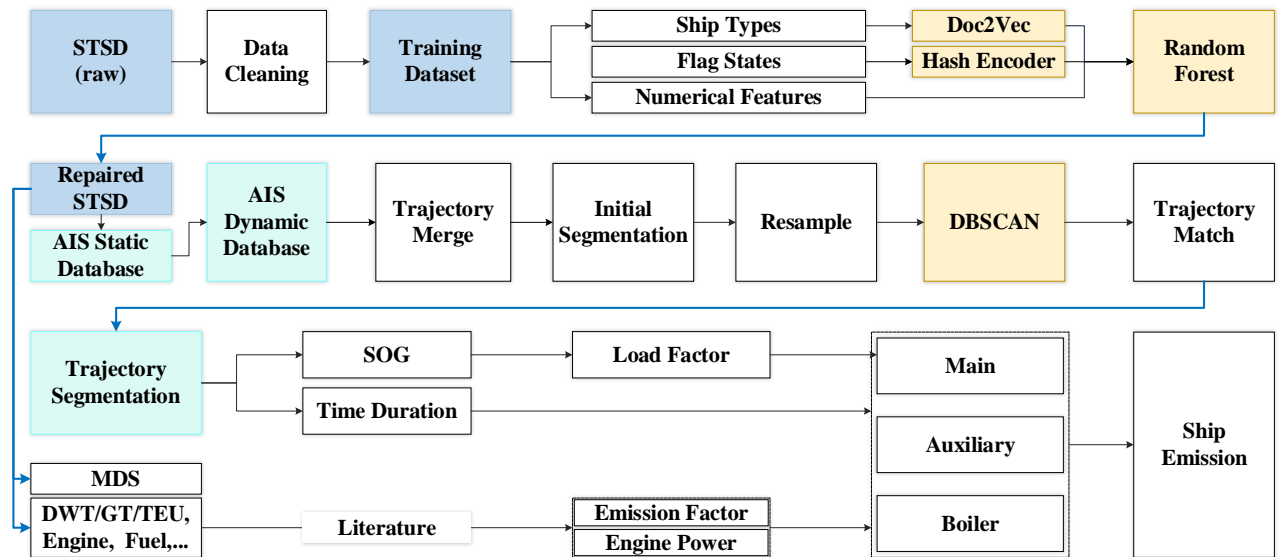 STSD
(raw)
Data
Cleaning
Training
Dataset
Ship Types
Flag States
Numerical Features
Doc2Vec
Hash Encoder
Random
Forest
Repaired
STSD
AIS Static
Database
AIS
Dynamic
Database
Trajectory
Merge
Initial
Segmentation
Resample
DBSCAN
Trajectory
Match
Trajectory
Segmentation
SOG
Time Duration
Load Factor
Main
Auxiliary
Boiler
Ship
Emission
MDS
DWT/GT/TEU,
Engine, Fuel,...
Literature
Emission Factor
Engine Power